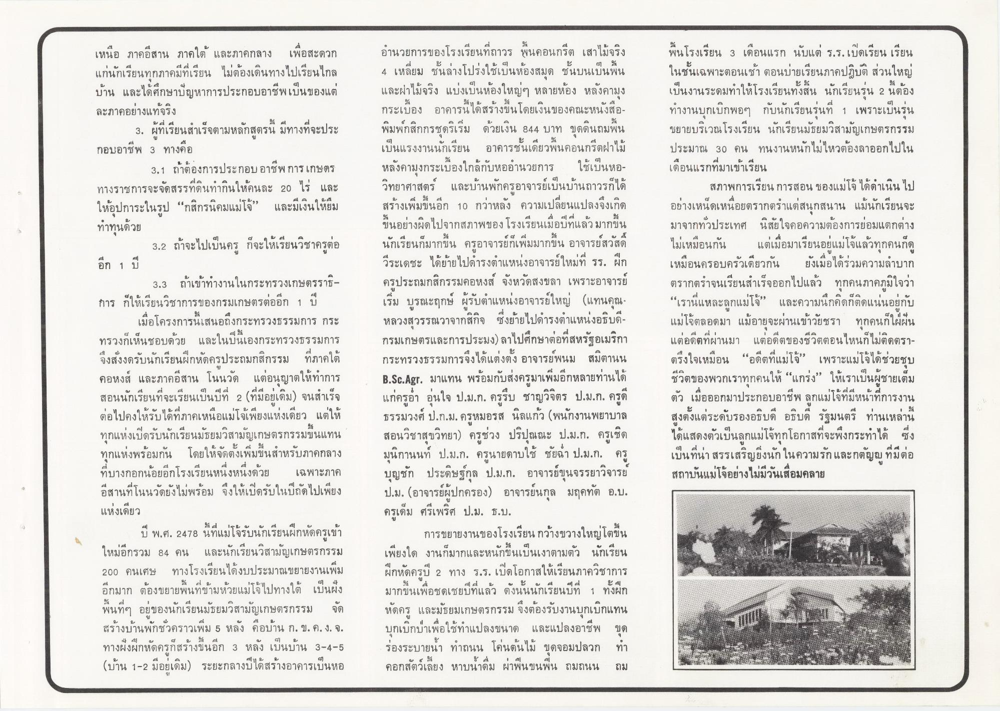 เหนือ ภาคอีสาน ภาคใต้ และภาคกลาง เพื่อสะดวก
แก่นักเรียนทุกภาคมีที่เรียน ไม่ต้องเดินทางไปเรียนไกล
บ้าน และได้ศึกษาปัญหาการประกอบอาชีพเป็นของแต่
ละภาคอย่างแท้จริง
3. ผู้ที่เรียนสำเร็จตามหลักสูตรนี้ มีทางที่จะประ
กอบอาชีพ 3 ทางคือ
3.1 ถ้าต้องการประกอบอาชีพการเกษตร
ทางราชการจะจัดสรรที่ดินทำกินให้คนละ 20 ไร่ และ
ให้อุปการะในรูป “กสิกรนิคมแม่โจ้” และมีเงินให้ยืม
ทำทุนด้วย
3.2 ถ้าจะไปเป็นครู ก็จะให้เรียนวิชาครูต่อ
อีก 1 ปี
3.3 ถ้าเข้าทำงานในกระทรวงเกษตรราธิ-
การ ก็ให้เรียนวิชาการของกรมเกษตรต่ออีก 1 ปี
เมื่อโครงการนี้เสนอถึงกระทรวงธรรมการ กระ
ทรวงก็เห็นชอบด้วย และในปีนี้เองกระทรวงธรรมการ
จึงสั่งงดรับนักเรียนฝึกหัดครูประถมกสิกรรม ที่ภาคใต้
คอหงส์ และภาคอีสาน โนนวัด แต่อนุญาตให้ทำการ
สอนนักเรียนที่จะเรียนเป็นปีที่ 2 (ที่มีอยู่เดิม) จนสำเร็จ
ต่อไปคงให้รับได้ที่ภาคเหนือแม่โจ้เพียงแห่งเดียว แต่ให้
ทุกแห่งเปิดรับนักเรียนมัธยมวิสามัญเกษตรกรรมขึ้นแทน
ทุกแห่งพร้อมกัน โดยให้จัดตั้งเพิ่มขึ้นสำหรับภาคกลาง
ที่บางกอกน้อยอีกโรงเรียนหนึ่งหนึ่งด้วย เฉพาะภาค
อีสานที่โนนวัดยังไม่พร้อม จึงให้เปิดรับในปีถัดไปเพียง
แห่งเดียว
ปี พ.ศ. 2478 นี้ที่แม่โจ้รับนักเรียนฝึกหัดครูเข้า
ใหม่อีกรวม 84 คน และนักเรียนวิสามัญเกษตรกรรม
200 คนเศษ ทางโรงเรียนได้งบประมาณขยายงานเพิ่ม
อีกมาก ต้องขยายพื้นที่ข้ามห้วยแม่โจ้ไปทางใต้ เป็นฝั่ง
พื้นที่ๆ อยู่ของนักเรียนมัธยมวิสามัญเกษตรกรรม จัด
สร้างบ้านพักชั่วคราวเพิ่ม 5 หลัง คือบ้าน ก. ข. ค. ง. จ.
ทางฝั่งฝึกหัดครูก็สร้างขึ้นอีก 3 หลัง เป็นบ้าน 3-4-5
(บ้าน 1-2 มีอยู่เดิม) ระยะกลางปีได้สร้างอาคารเป็นหอ
อำนวยการของโรงเรียนที่ถาวร พื้นคอนกรีต เสาไม้จริง
4 เหลี่ยม ชั้นล่างโปร่งใช้เป็นห้องสมุด ชั้นบนเป็นพื้น
และฝาไม้จริง แบ่งเป็นห้องใหญ่ๆ หลายห้อง หลังคามุง
กระเบื้อง อาคารนี้ได้สร้างขึ้นโดยเงินของคณะหนังสือ-
พิมพ์กสิกรชุดริเริ่ม ด้วยเงิน 844 บาท ขุดดินถมพื้น
เป็นแรงงานนักเรียน อาคารชั้นเดียวพื้นคอนกรีตฝาไม้
หลังคามุงกระเบื้องใกล้กับหออำนวยการ ใช้เป็นหอ-
วิทยาศาสตร์ และบ้านพักครูอาจารย์เป็นบ้านถาวรก็ได้
สร้างเพิ่มขึ้นอีก 10 กว่าหลัง ความเปลี่ยนแปลงจึงเกิด
ขึ้นอย่างผิดไปจากสภาพของโรงเรียนเมื่อปีที่แล้วมากขึ้น
นักเรียนก็มากขึ้น ครูอาจารย์ก็เพิ่มมากขึ้น อาจารย์สวัสดิ์
วีระเดชะ ได้ย้ายไปดำรงตำแหน่งอาจารย์ใหม่ที่ รร. ฝึก
ครูประถมกสิกรรมคอหงส์ จังหวัดสงขลา เพราะอาจารย์
เริ่ม บูรณะฤกษ์ ผู้รับตำแหน่งอาจารย์ใหญ่ (แทนคุณ-
หลวงสุวรรณวาจากสิกิจ ซึ่งย้ายไปดำรงตำแหน่งอธิบดี-
กรมเกษตรและการประมง) ลาไปศึกษาต่อที่สหรัฐอเมริกา
กระทรวงธรรมการจึงได้แต่งตั้ง อาจารย์พนม สมิตานน
B.Sc.Agr. มาแทน พร้อมกับส่งครูมาเพิ่มอีกหลายท่านได้
แก่ครูอ่ำ อุ่นใจ ป.ม.ก. ครูรืบ ชาญวิจิตร ป.ม.ก. ครูดี
ธรรมวงศ์ ป.ก.ม. ครูหมอรส นิลแก้ว (พนักงานพยาบาล
สอนวิชาสุขวิทยา) ครูช่วง ปริปุณณะ ป.ม.ก. ครูเชิด
มุนิกานนท์ ป.ม.ก. ครูนายดาบใช้ ชัยฉ่ำ ป.ม.ก. ครู
บุญชัก ประดิษฐ์กุล ป.ม.ก. อาจารย์ขุนจรรยาวิจารย์
ป.ม. (อาจารย์ผู้ปกครอง) อาจารย์นกุล มฤคทัต อ.บ.
ครูเด็ม ศรีเพริศ ป.ม. ธ.บ.
การขยายงานของโรงเรียน กว้างขวางใหญ่โตขึ้น
เพียงใด งานก็มากและหนักขึ้นเป็นเงาตามตัว นักเรียน
ฝึกหัดครูปี 2 ทาง ร.ร. เปิดโอกาสให้เรียนภาควิชาการ
มากขึ้นเพื่อชดเชยปีที่แล้ว ดังนั้นนักเรียนปีที่ 1 ทั้งฝึก
หัดครู และมัธยมเกษตรกรรม จึงต้องรับงานบุกเบิกแทน
บุกเบิกป่าเพื่อใช้ทำแปลงขนาด และแปลงอาชีพ ขุด
ร่องระบายน้ำ ทำถนน โค่นต้นไม้ ขุดจอมปลวก ทำ
คอกสัตว์เลี้ยง หาบน้ำดื่ม ผ่าฟืนขนฟืน ถมถนน ถม
พื้นโรงเรียน 3 เดือนแรก นับแต่ ร.ร. เปิดเรียน เรียน
ในชั้นเฉพาะตอนเช้า ตอนบ่ายเรียนภาคปฏิบัติ ส่วนใหญ่
เป็นงานระดมทำให้โรงเรียนทั้งสิ้น นักเรียนรุ่น 2 นี้ต้อง
ทำงานบุกเบิกพอๆ กับนักเรียนรุ่นที่ 1 เพราะเป็นรุ่น
ขยายบริเวณโรงเรียน นักเรียนมัธยมวิสามัญเกษตรกรรม
ประมาณ 30 คน ทนงานหนักไม่ไหวต้องลาออกไปใน
เดือนแรกที่มาเข้าเรียน
สภาพการเรียน การสอน ของแม่โจ้ ได้ดำเนิน ไป
อย่างเหน็ดเหนื่อยตรากตรำแต่สนุกสนาน แม้นักเรียนจะ
มาจากทั่วประเทศ นิสัยใจคอความต้องการย่อมแตกต่าง
ไม่เหมือนกัน แต่เมื่อมาเรียนอยู่แม่โจ้แล้วทุกคนก็ดู
เหมือนครอบครัวเดียวกัน ยังเมื่อได้ร่วมความลำบาก
ตรากตรำจนเรียนสำเร็จออกไปแล้ว ทุกคนภาคภูมิใจว่า
“เรานี่แหละลูกแม่โจ้” และความนึกคิดก็ติดแน่นอยู่กับ
แม่โจ้ตลอดมา แม้อายุจะผ่านเข้าวัยชรา ทุกคนก็ใฝ่ฝัน
แต่อดีตที่ผ่านมา แต่อดีตของชีวิตตอนไหนก็ไม่ติดตรา-
ตรึงใจเหมือน “อดีตที่แม่โจ้” เพราะแม่โจ้ได้ช่วยชุบ
ชีวิตของพวกเราทุกคนให้ “แกร่ง” ให้เราเป็นผู้ชายเต็ม
ตัว เมื่อออกมาประกอบอาชีพ ลูกแม่โจ้ที่มีหน้าที่การงาน
สูงตั้งแต่ระดับรองอธิบดี อธิบดี รัฐมนตรี ท่านเหล่านี้
ได้แสดงตัวเป็นลูกแม่โจ้ทุกโอกาสที่จะพึงกระทำได้ ซึ่ง
เป็นที่น่า สรรเสริญยิ่งนัก ในความรัก และกตัญญู ที่มีต่อ
สถาบันแม่โจ้อย่างไม่มีวันเสื่อมคลาย